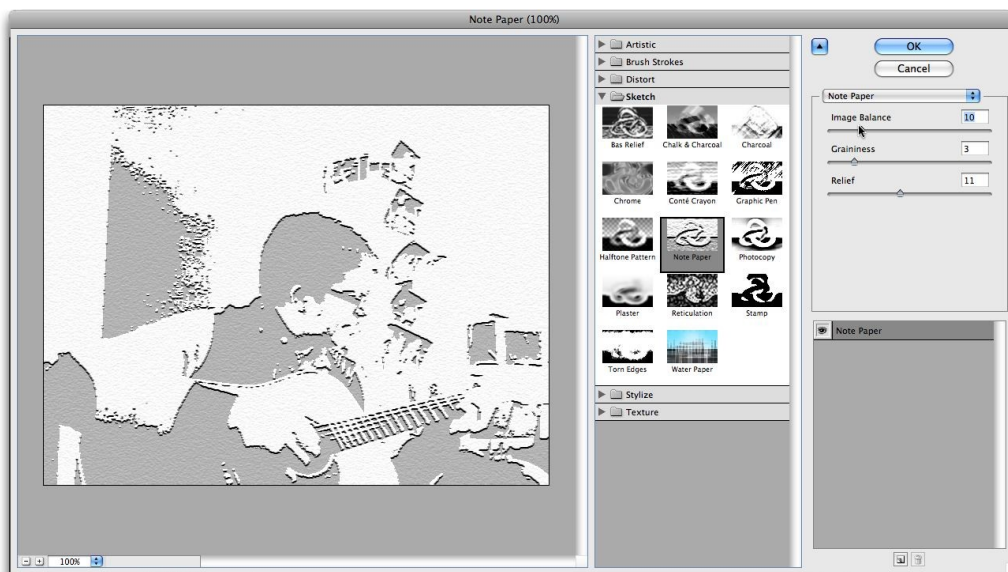 Note Paper (100%)
Artistic
Brush Strokes
Distort
Sketch
Bas Relief
Chalk & Charcoal
Charcoal
Chrome
Conté Crayon
Graphic Pen
Halftone Pattern
Note Paper
Photocopy
Plaster
Reticulation
Stamp
Torn Edges
Water Paper
Stylize
Texture
OK
Cancel
Note Paper
Image Balance 10
Graininess 3
Relief 11
Note Paper
100%